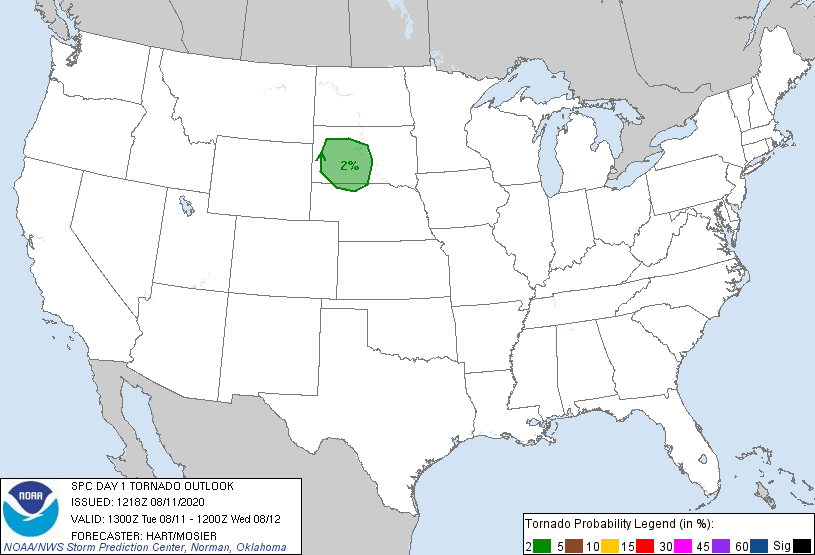 2%
NOAA
SPC DAY 1 TORNADO OUTLOOK
ISSUED: 1218Z 08/11/2020
VALID: 1300Z Tue 08/11 - 1200Z Wed 08/12
FORECASTER: HART/MOSIER
NOAA/NWS Storm Prediction Center, Norman, Oklahoma
Tornado Probability Legend (in %):
2 5 10 15 30 45 60 Sig